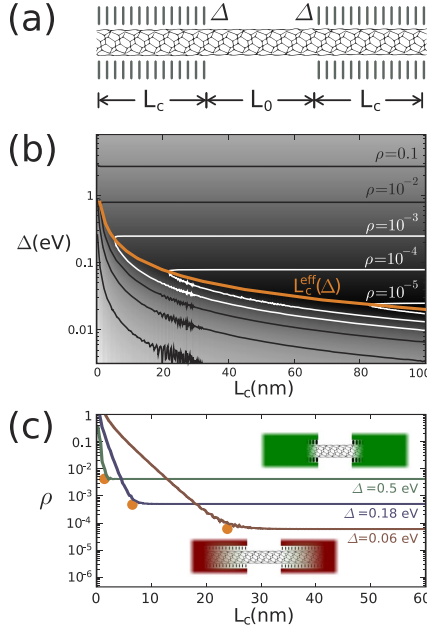 (a)
Δ Δ
L_c L_0 L_c
(b)
ρ=0.1
ρ=10^{-2}
1
ρ=10^{-3}
Δ(eV)
ρ=10^{-4}
0.1
L_c^{eff}(Δ)
ρ=10^{-5}
0.01
0 20 40 60 80 100
L_c(nm)
(c)
1
0.1
10^{-2}
Δ=0.5 eV
ρ
10^{-3}
Δ=0.18 eV
10^{-4}
Δ=0.06 eV
10^{-5}
10^{-6}
0 10 20 30 40 50 60
L_c(nm)